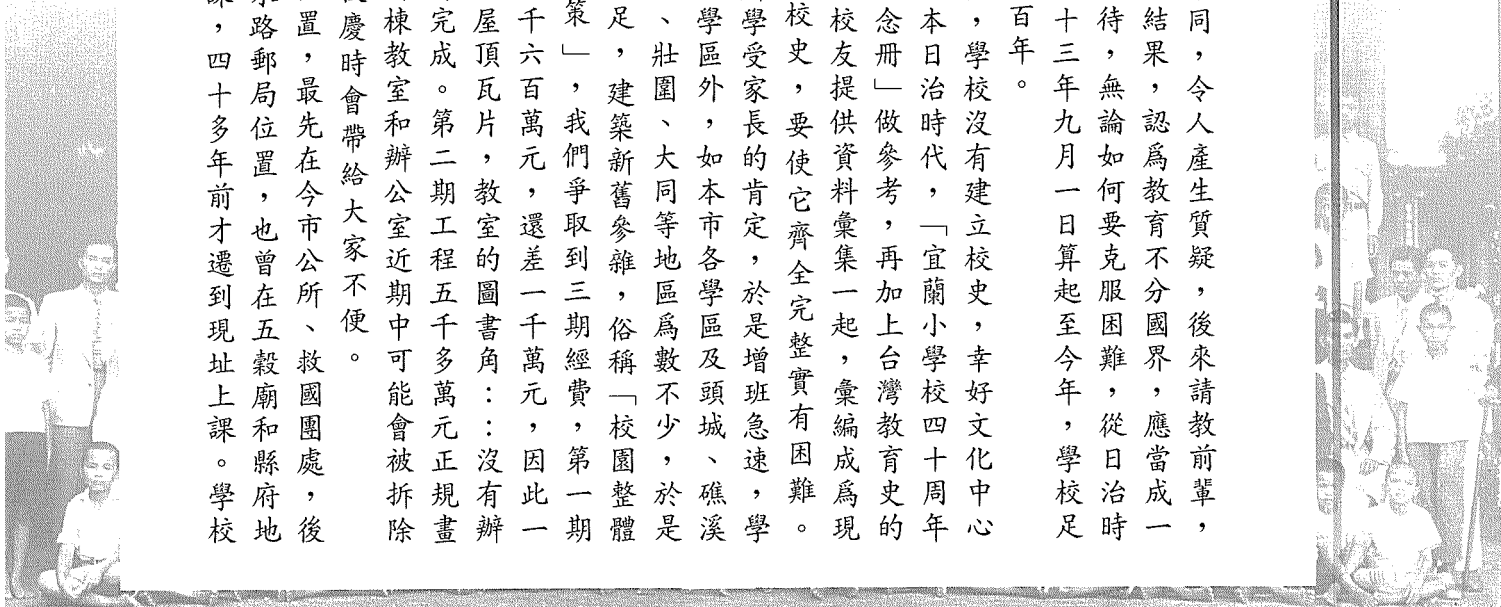 同，令人產生質疑，後來請教前輩，
結果，認為教育不分國界，應當成一
待，無論如何要克服困難，從日治時
十三年九月一日算起至今年，學校足
百年。
，學校沒有建立校史，幸好文化中心
本日治時代，「宜蘭小學校四十周年
念冊」做參考，再加上台灣教育史的
校友提供資料彙集一起，彙編成為現
校史，要使它齊全完整實有困難。
學受家長的肯定，於是增班急速，學
學區外，如本市各學區及頭城、礁溪
、壯圍、大同等地區為數不少，於是
足，建築新舊參雜，俗稱「校園整體
策」，我們爭取到三期經費，第一期
千六百萬元，還差一千萬元，因此一
屋頂瓦片，教室的圖書角：：沒有辦
完成。第二期工程五千多萬元正規畫
棟教室和辦公室近期中可能會被拆除
慶時會帶給大家不便。
置，最先在今市公所、救國團處，後
路郵局位置，也曾在五穀廟和縣府地
，四十多年前才遷到現址上課。學校